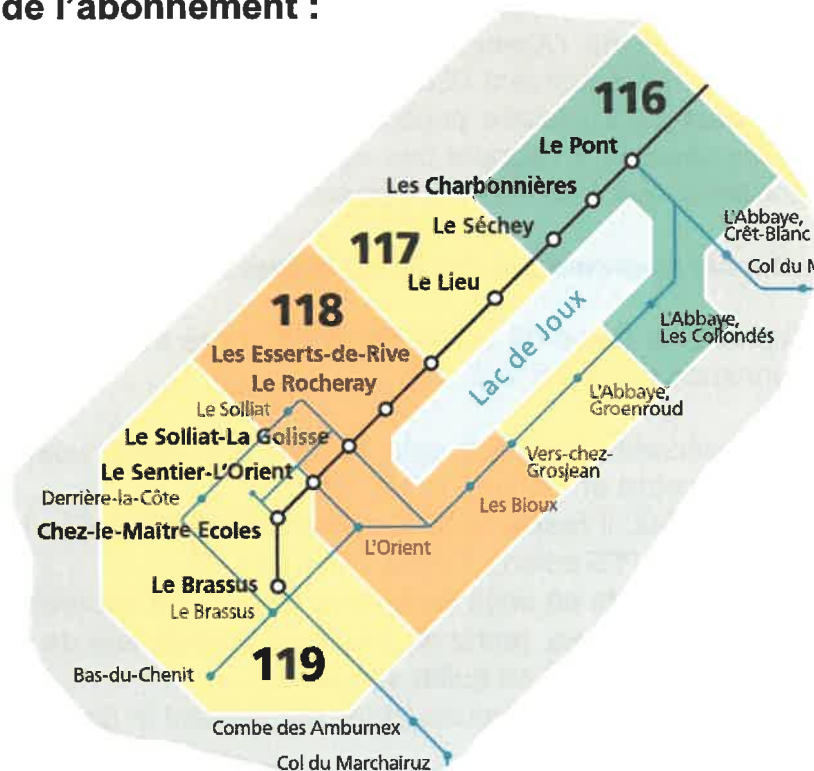 de l'abonnement :
116
Le Pont
Les Charbonnières
Le Séchey
L'Abbaye,
Crêt-Blanc
Col du M
117
Le Lieu
118
Lac de Joux
L'Abbaye,
Les Collondés
Les Esserts-de-Rive
Le Rocheray
L'Abbaye,
Groenroud
Le Solliat
Le Solliat-La Golisse
Vers-chez-
Grosjean
Le Sentier-L'Orient
Derrière-la-Côte
Les Bioux
Chez-le-Maître Ecoles
L'Orient
Le Brassus
Le Brassus
119
Bas-du-Chenit
Combe des Amburnex
Col du Marchairuz